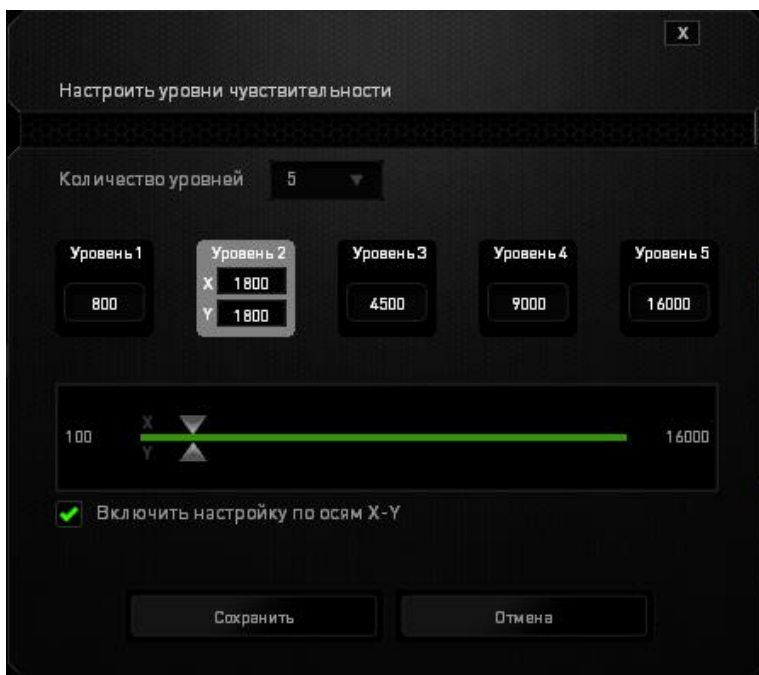 X
Настроить уровни чувствительности
Количество уровней 5
Уровень 1 Уровень 2 Уровень 3 Уровень 4 Уровень 5
800 X 1800 4500 9000 16000
Y 1800
X
100 16000
Y
Включить настройку по осям X-Y
Сохранить Отмена